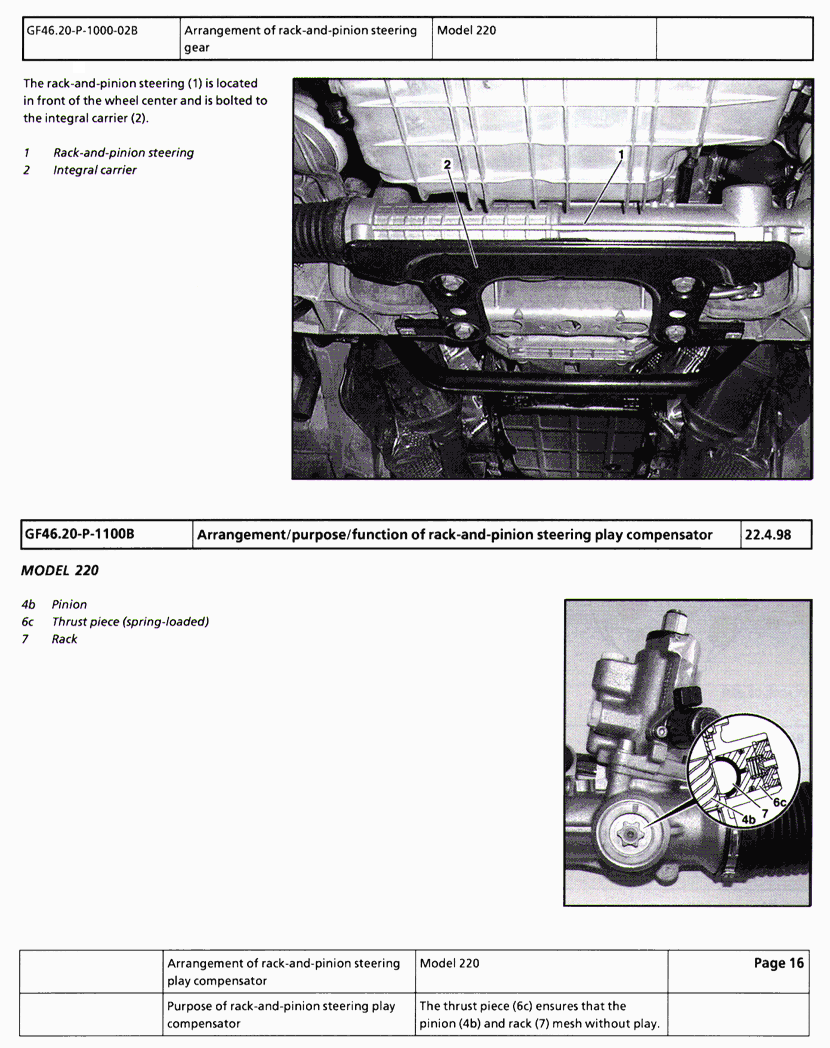 GF46.20-P-1000-02B
Arrangement of rack-and-pinion steering
gear
Model 220
The rack-and-pinion steering (1) is located
in front of the wheel center and is bolted to
the integral carrier (2).
1 Rack-and-pinion steering
2 Integral carrier
1
2
GF46.20-P-1100B
Arrangement/purpose/function of rack-and-pinion steering play compensator
22.4.98
MODEL 220
4b Pinion
6c Thrust piece (spring-loaded)
7 Rack
6c
7
4b
Arrangement of rack-and-pinion steering
play compensator
Model 220
Page 16
Purpose of rack-and-pinion steering play
compensator
The thrust piece (6c) ensures that the
pinion (4b) and rack (7) mesh without play.